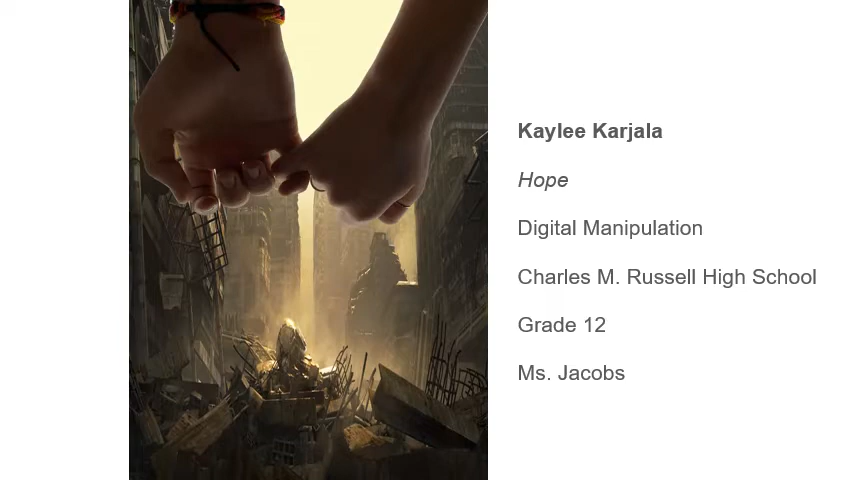 Kaylee Karjala
Hope
Digital Manipulation
Charles M. Russell High School
Grade 12
Ms. Jacobs